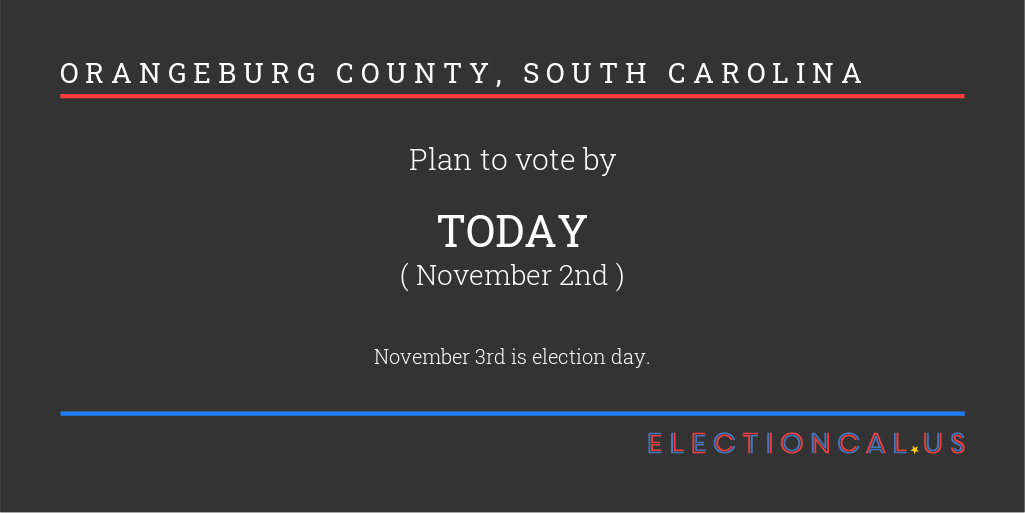 ORANGEBURG COUNTY, SOUTH CAROLINA
Plan to vote by
TODAY
( November 2nd )
November 3rd is election day.
ELECTIONCAL.US